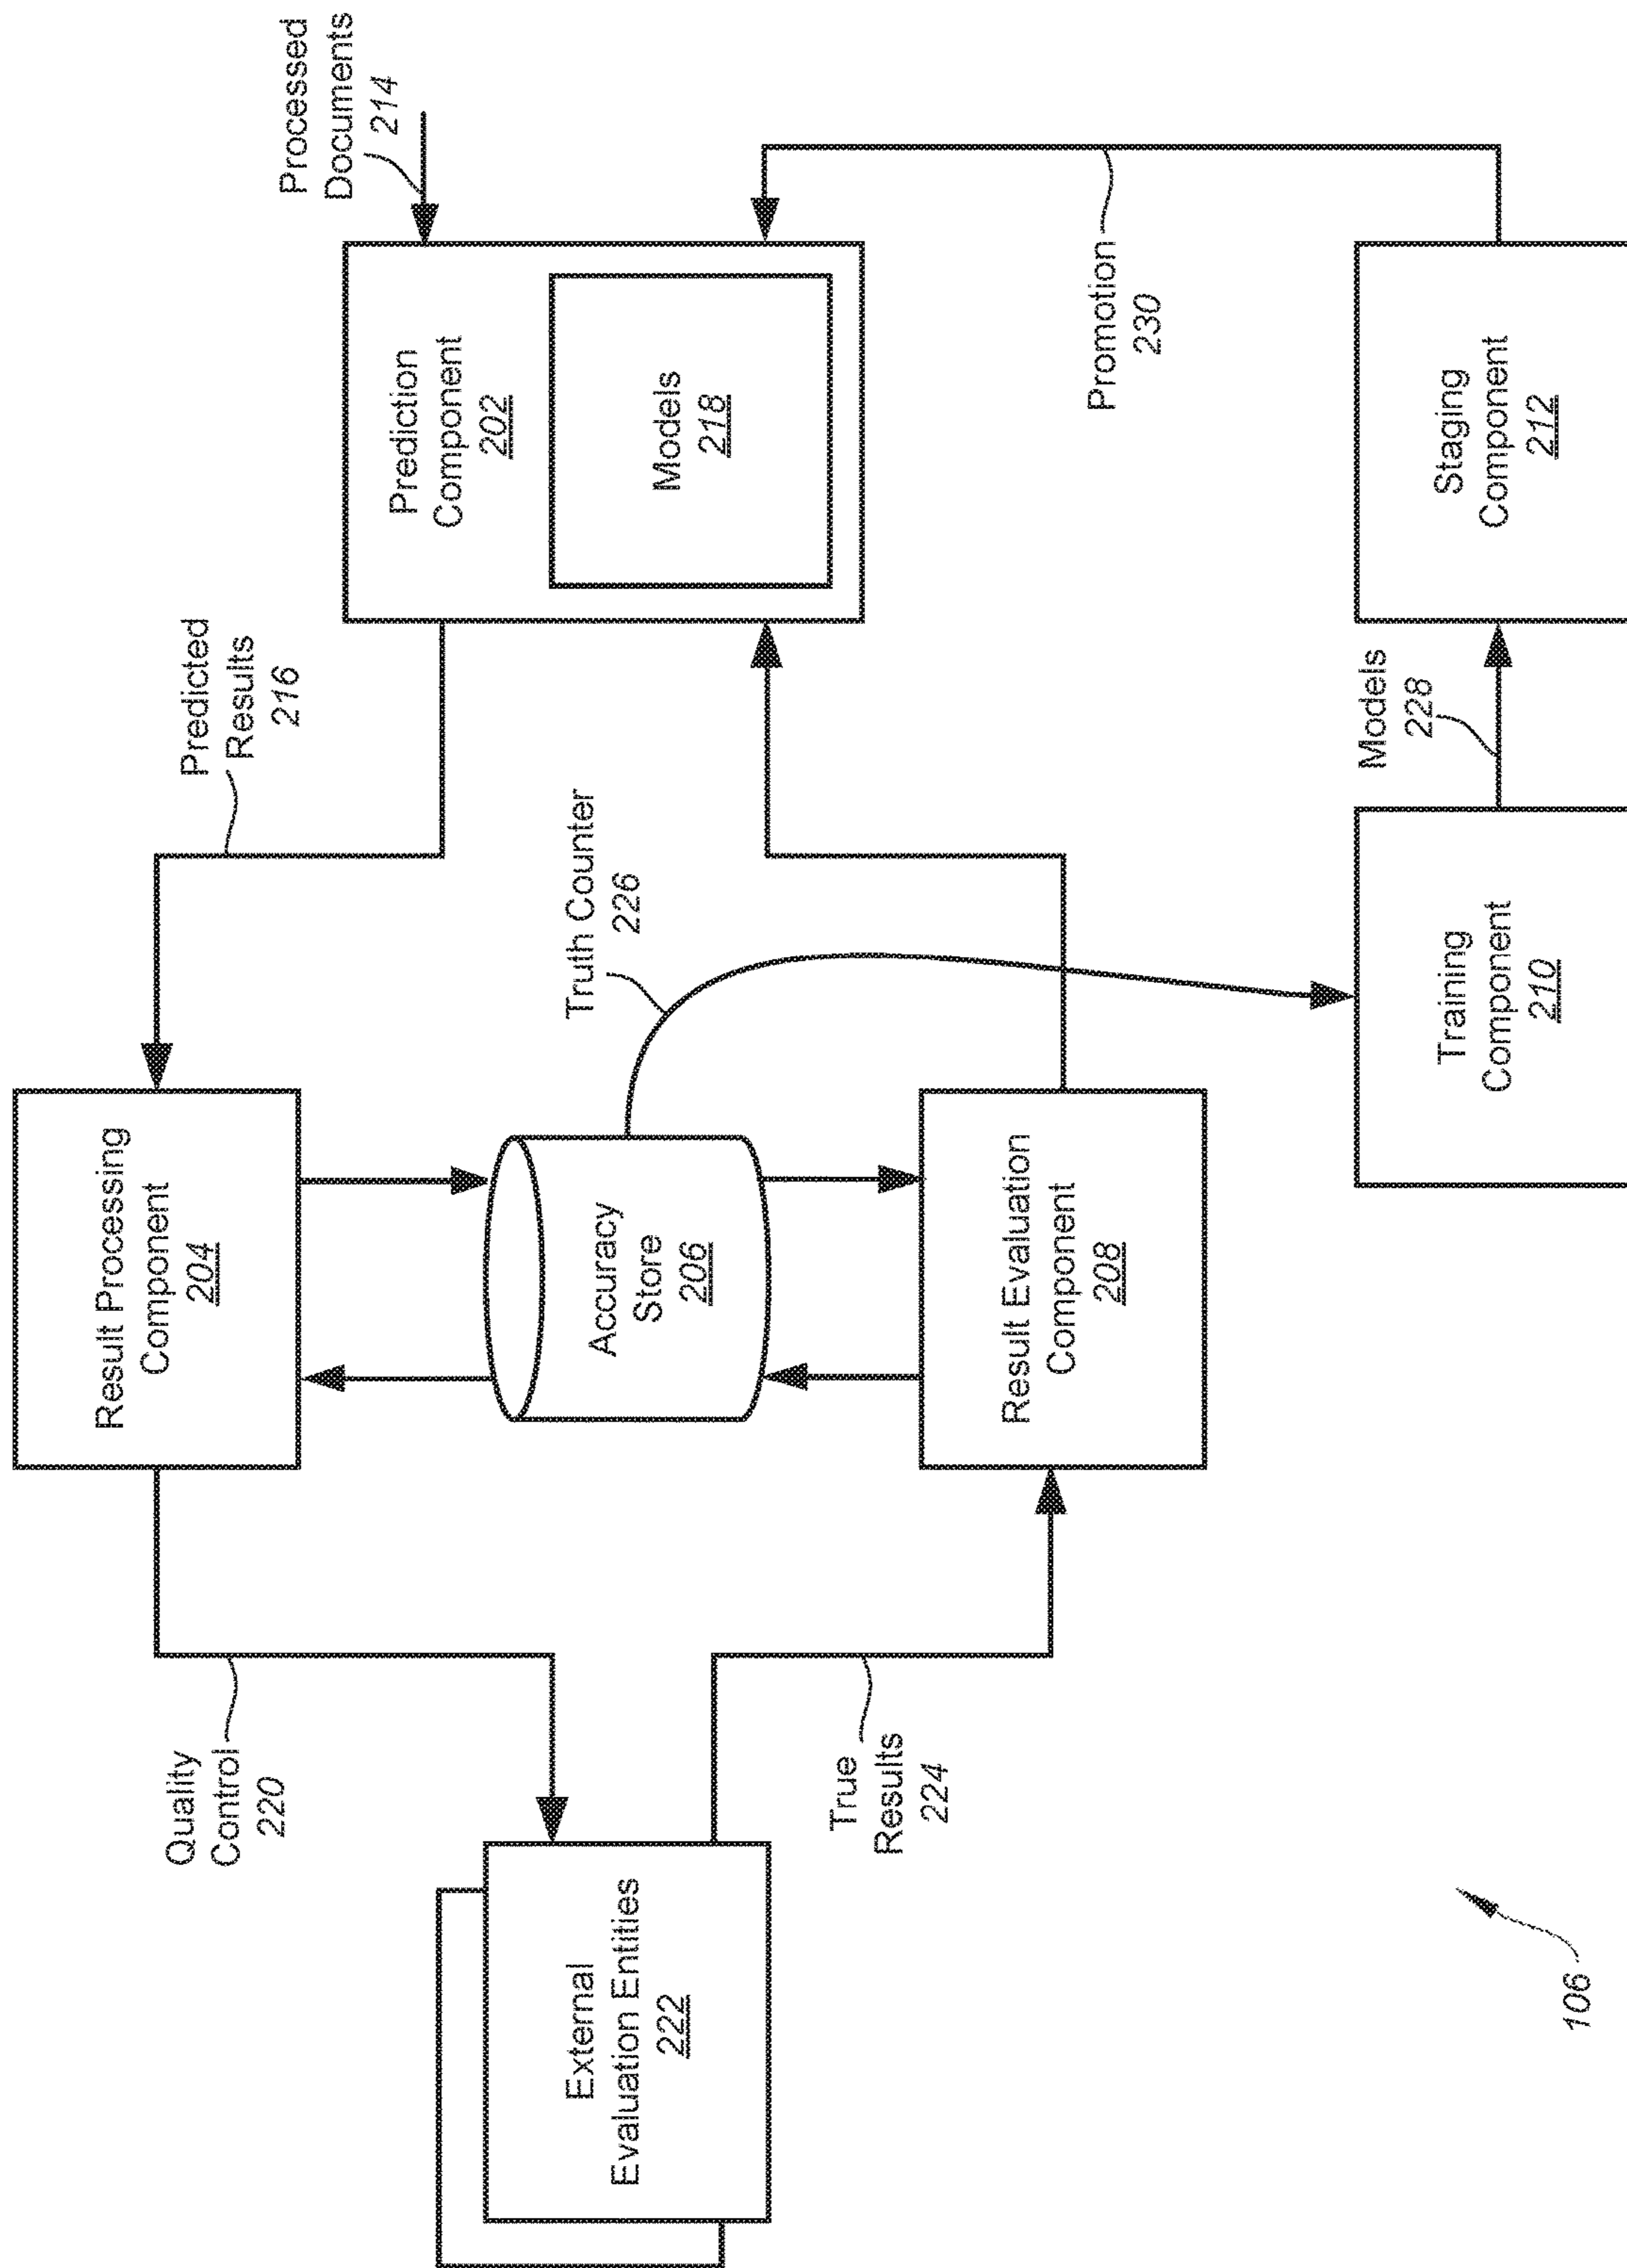 Result Processing
Component
204
Predicted
Results
216
Processed
Documents
214
Quality
Control
220
Prediction
Component
202
Models
218
External
Evaluation Entities
222
Accuracy
Store
206
Truth Counter
226
True
Results
224
Result Evaluation
Component
208
Promotion
230
Training
Component
210
Models
228
Staging
Component
212
106